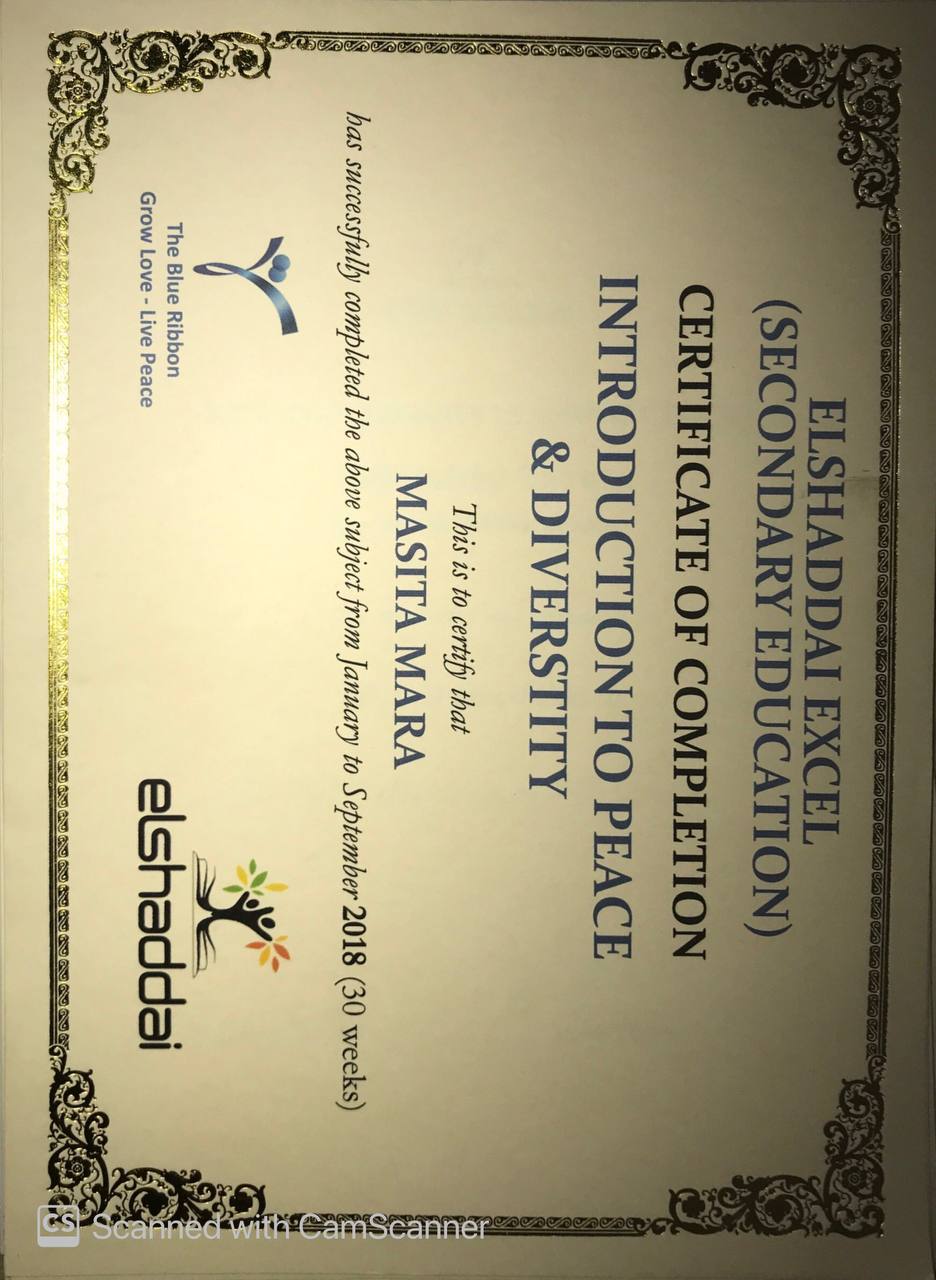 ELSHADDAI EXCEL
(SECONDARY EDUCATION)
CERTIFICATE OF COMPLETION
INTRODUCTION TO PEACE
& DIVERSTITY
This is to certify that
MASITA MARA
has successfully completed the above subject from January to September 2018 (30 weeks)
The Blue Ribbon
Grow Love - Live Peace
elshaddai
CS Scanned with CamScanner